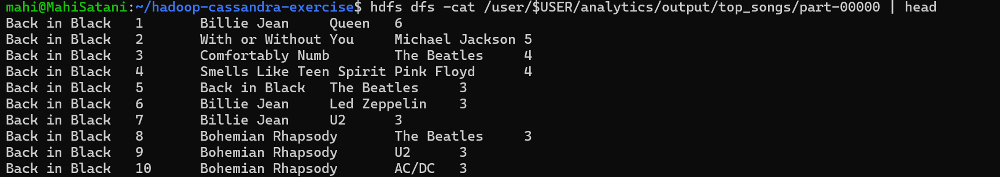 mahi@MahiSatani:~/hadoop-cassandra-exercise$ hdfs dfs -cat /user/$USER/analytics/output/top_songs/part-00000 | head
Back in Black	1	Billie Jean	Queen	6
Back in Black	2	With or Without You	Michael Jackson	5
Back in Black	3	Comfortably Numb	The Beatles	4
Back in Black	4	Smells Like Teen Spirit	Pink Floyd	4
Back in Black	5	Back in Black	The Beatles	3
Back in Black	6	Billie Jean	Led Zeppelin	3
Back in Black	7	Billie Jean	U2	3
Back in Black	8	Bohemian Rhapsody	The Beatles	3
Back in Black	9	Bohemian Rhapsody	U2	3
Back in Black	10	Bohemian Rhapsody	AC/DC	3